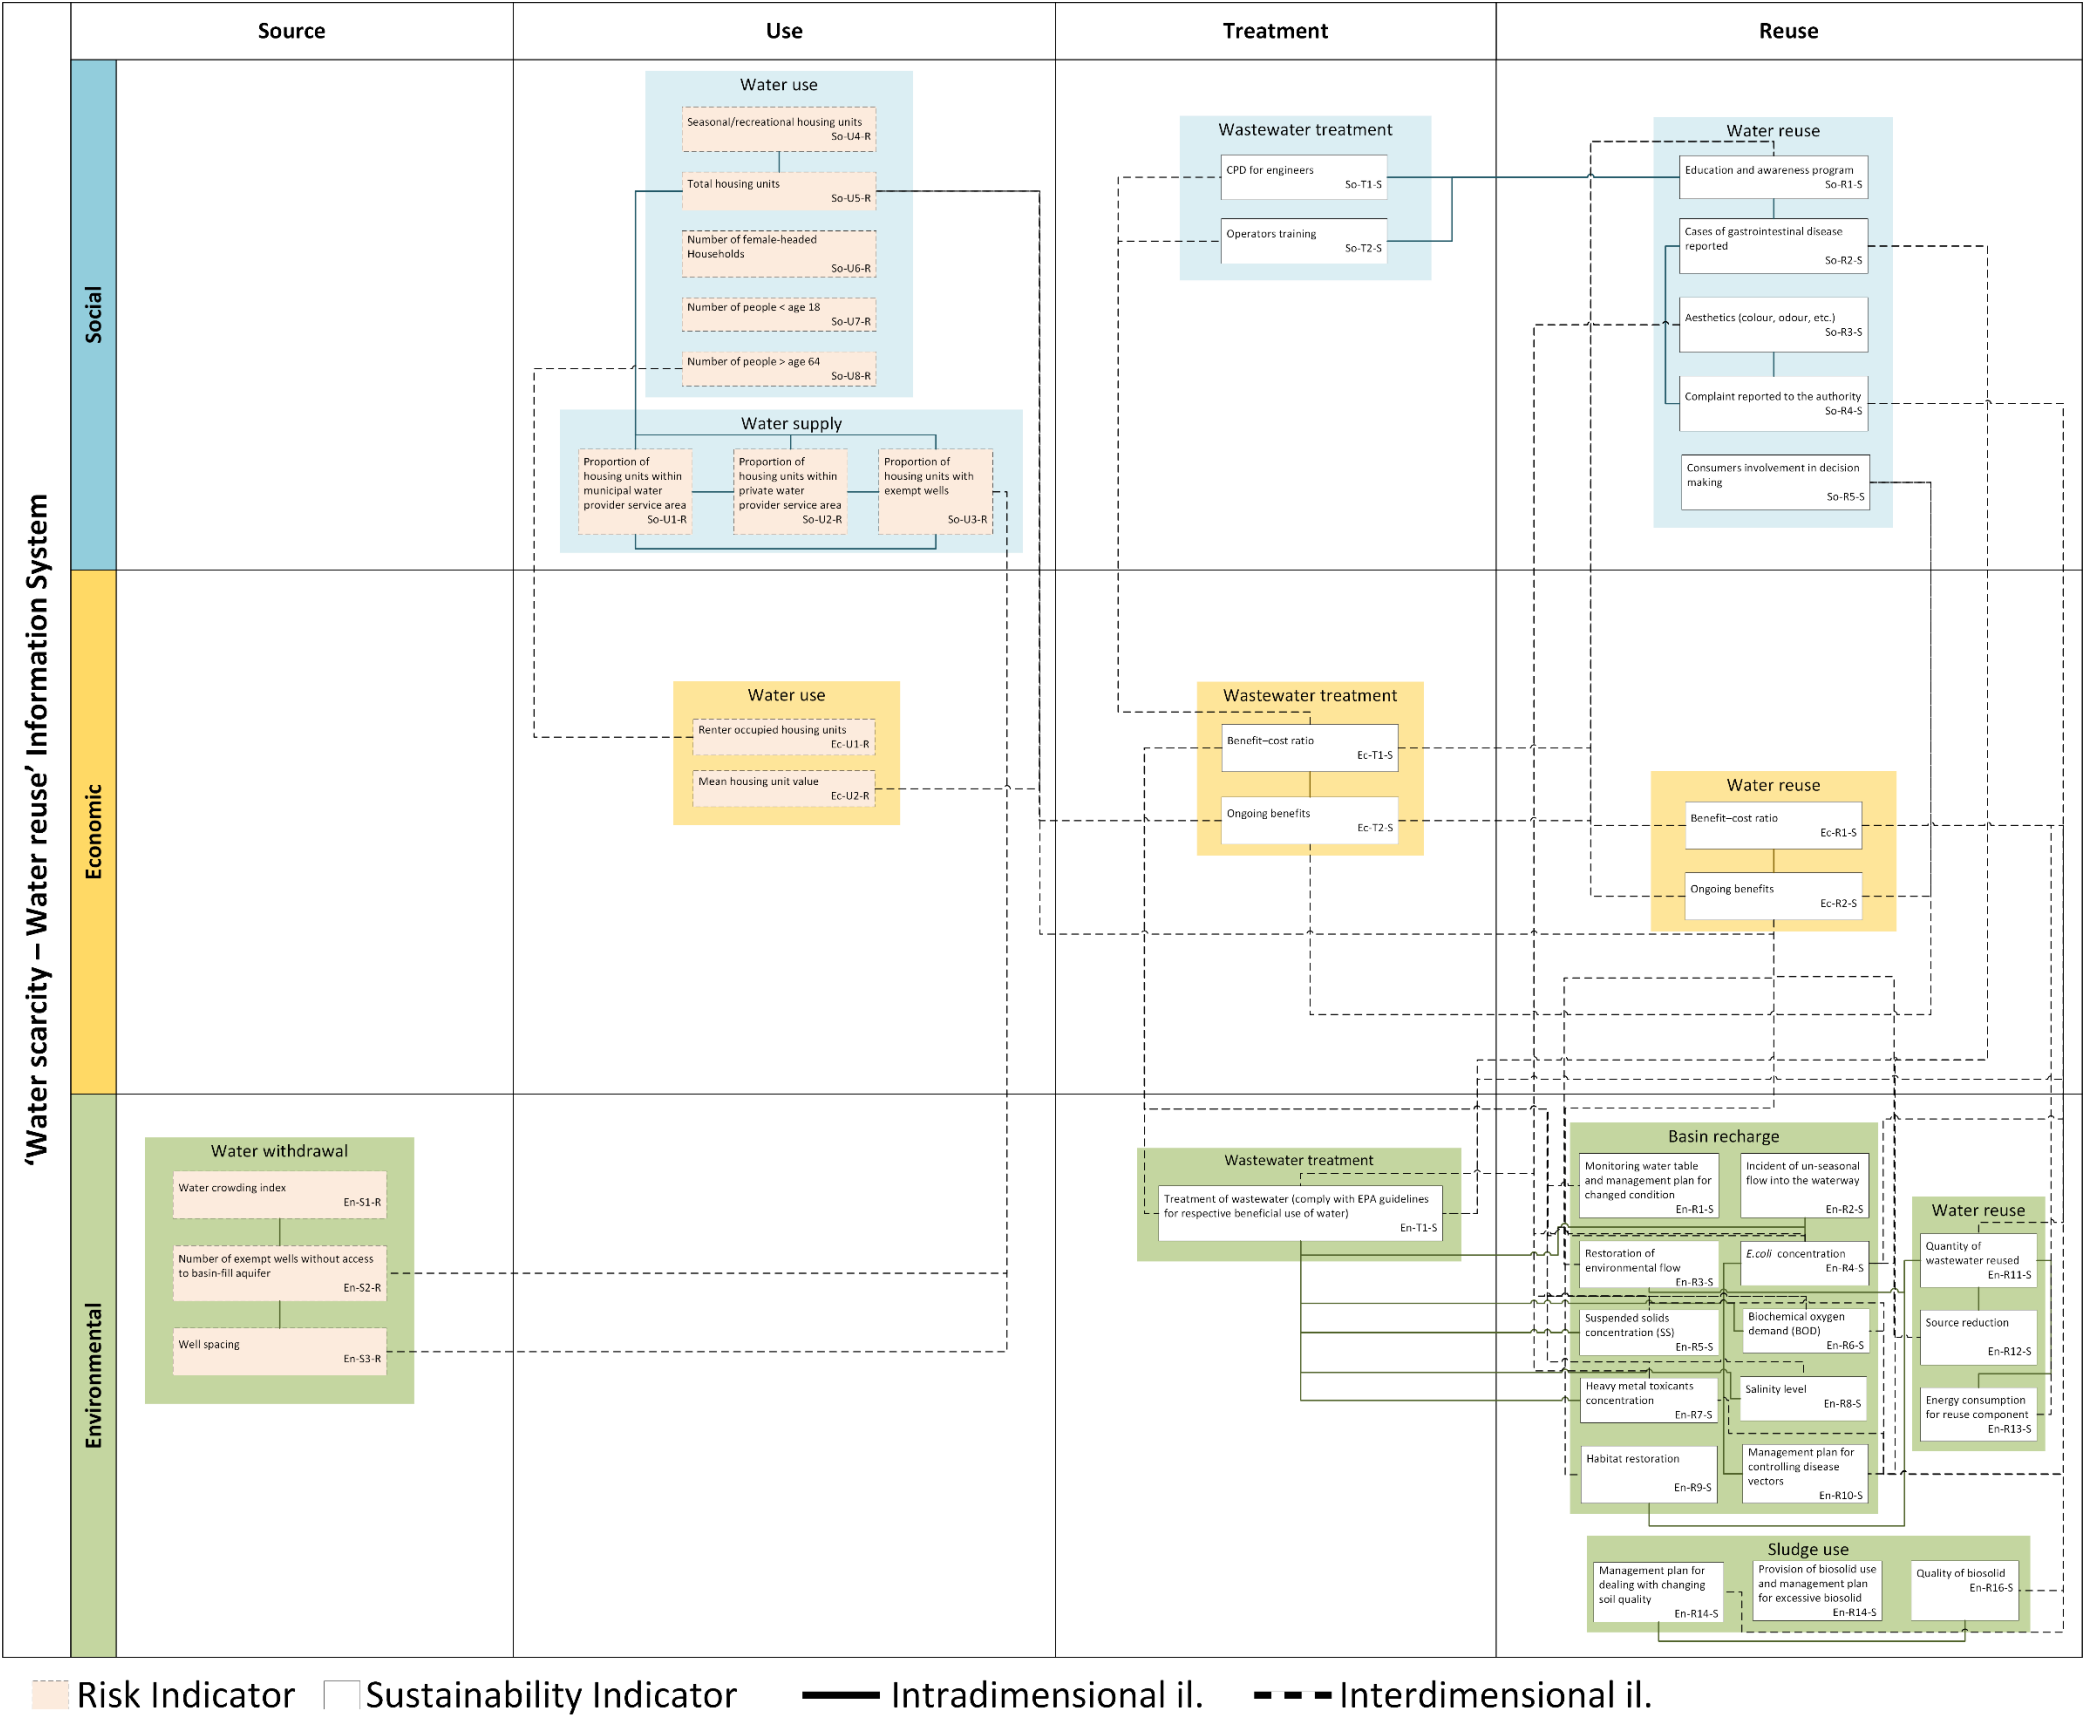 'Water scarcity – Water reuse' Information System
Source
Use
Treatment
Reuse
Social
Water use
Seasonal/recreational housing units
So-U4-R
Total housing units
So-U5-R
Number of female-headed
Households
So-U6-R
Number of people < age 18
So-U7-R
Number of people > age 64
So-U8-R
Water supply
Proportion of
housing units within
municipal water
provider service area
So-U1-R
Proportion of
housing units within
private water
provider service area
So-U2-R
Proportion of
housing units with
exempt wells
So-U3-R
Wastewater treatment
CPD for engineers
So-T1-S
Operators training
So-T2-S
Water reuse
Education and awareness program
So-R1-S
Cases of gastrointestinal disease
reported
So-R2-S
Aesthetics (colour, odour, etc.)
So-R3-S
Complaint reported to the authority
So-R4-S
Consumers involvement in decision
making
So-R5-S
Economic
Water use
Renter occupied housing units
Ec-U1-R
Mean housing unit value
Ec-U2-R
Wastewater treatment
Benefit–cost ratio
Ec-T1-S
Ongoing benefits
Ec-T2-S
Water reuse
Benefit–cost ratio
Ec-R1-S
Ongoing benefits
Ec-R2-S
Environmental
Water withdrawal
Water crowding index
En-S1-R
Number of exempt wells without access
to basin-fill aquifer
En-S2-R
Well spacing
En-S3-R
Wastewater treatment
Treatment of wastewater (comply with EPA guidelines
for respective beneficial use of water)
En-T1-S
Basin recharge
Monitoring water table
and management plan for
changed condition
En-R1-S
Incident of un-seasonal
flow into the waterway
En-R2-S
Restoration of
environmental flow
En-R3-S
E.coli concentration
En-R4-S
Suspended solids
concentration (SS)
En-R5-S
Biochemical oxygen
demand (BOD)
En-R6-S
Heavy metal toxicants
concentration
En-R7-S
Salinity level
En-R8-S
Habitat restoration
En-R9-S
Management plan for
controlling disease
vectors
En-R10-S
Water reuse
Quantity of
wastewater reused
En-R11-S
Source reduction
En-R12-S
Energy consumption
for reuse component
En-R13-S
Sludge use
Management plan for
dealing with changing
soil quality
En-R14-S
Provision of biosolid use
and management plan
for excessive biosolid
En-R14-S
Quality of biosolid
En-R16-S
Risk Indicator
Sustainability Indicator
Intradimensional il.
Interdimensional il.